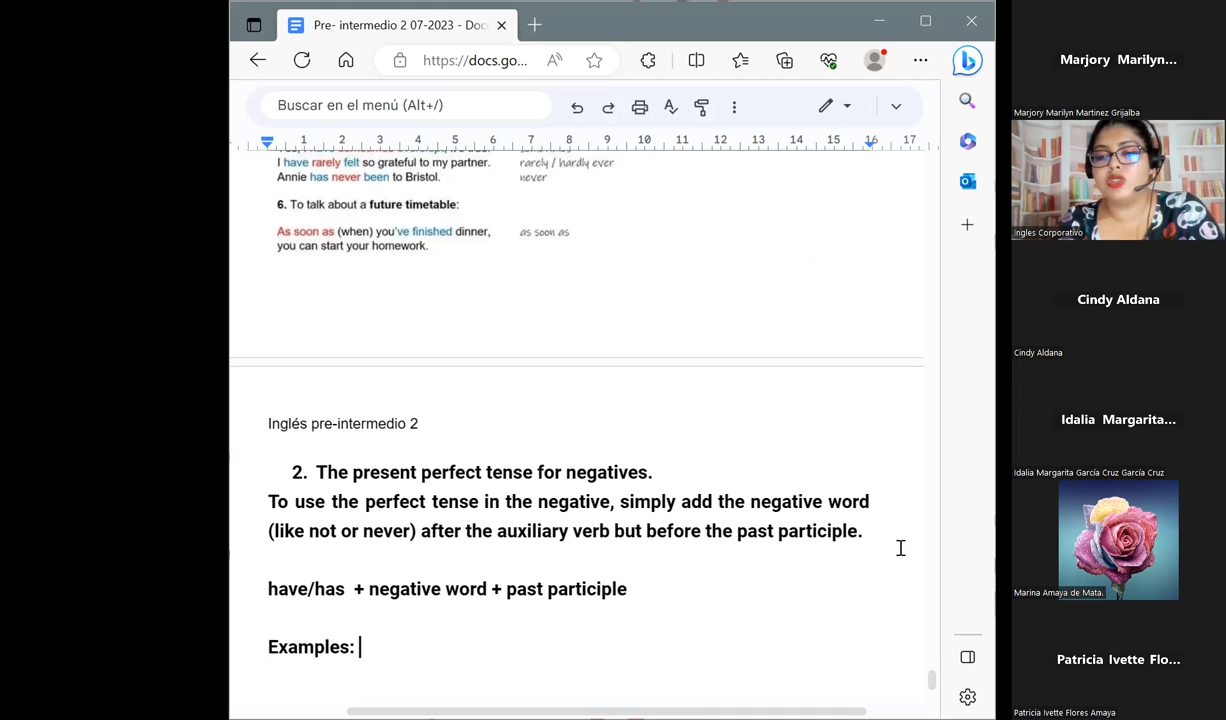 Pre- intermedio 2 07-2023 - Doc
https://docs.go...
Buscar en el menú (Alt+/)
1 2 3 4 5 6 7 8 9 10 11 12 13 14 15 16 17
I have rarely felt so grateful to my partner. rarely / hardly ever
Annie has never been to Bristol. never
6. To talk about a future timetable:
As soon as (when) you've finished dinner, as soon as
you can start your homework.
Inglés pre-intermedio 2
2. The present perfect tense for negatives.
To use the perfect tense in the negative, simply add the negative word
(like not or never) after the auxiliary verb but before the past participle.
have/has + negative word + past participle
Examples:
Marjory Marilyn...
Marjory Marilyn Martinez Grijalba
Ingles Corporativo
Cindy Aldana
Cindy Aldana
Idalia Margarita...
Idalia Margarita García Cruz García Cruz
Marina Amaya de Mata.
Patricia Ivette Flo...
Patricia Ivette Flores Amaya